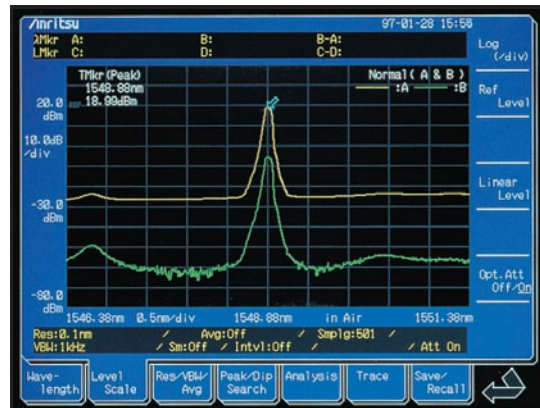 Anritsu 97-01-28 15:56
λMkr A: B: B-A:
LMkr C: D: C-D:
Log
(/div)
TMkr(Peak)
1548.88nm
18.99dBm
Normal( A & B )
:A :B
Ref
Level
20.0
dBm
REF
10.0dB
/div
Linear
Level
-30.0
dBm
Opt.Att
Off/On
-80.0
dBm
1546.38nm 0.5nm/div 1548.88nm in Air 1551.38nm
Res:0.1nm / Avg:Off / Smplg:501 /
VBW:1kHz / Sm:Off / Intvl:Off / / Att On
Wave-
length
Level
Scale
Res/VBW/
Avg
Peak/Dip
Search
Analysis
Trace
Save/
Recall